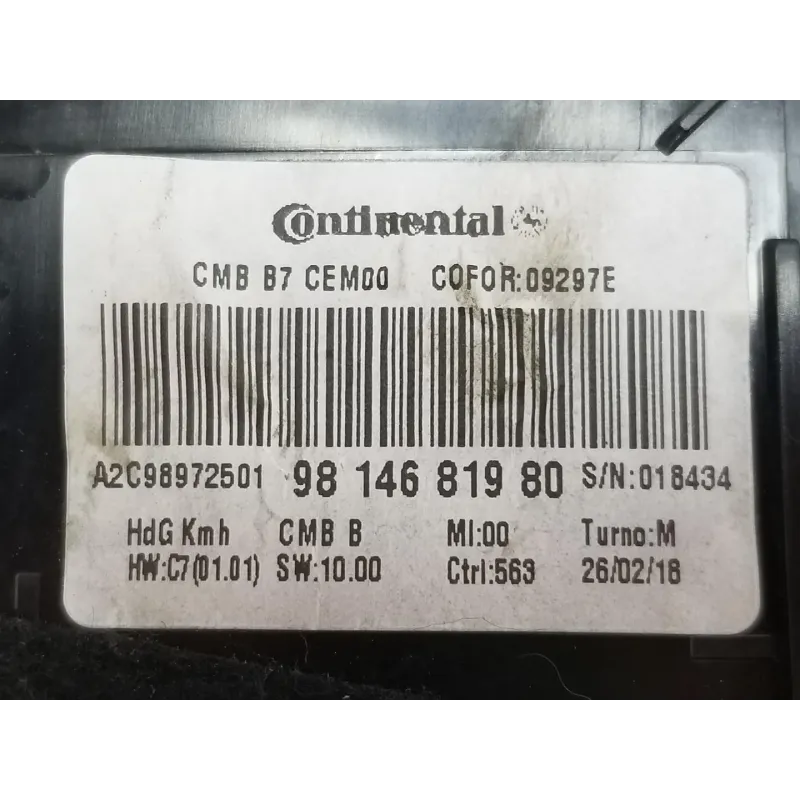 Continental
CMB B7 CEM00 COFOR:09297E
A2C98972501 98 146 819 80 S/N:018434
HdG Kmh CMB B MI:00 Turno:M
HW:C7(01.01) SW:10.00 Ctrl:563 26/02/18